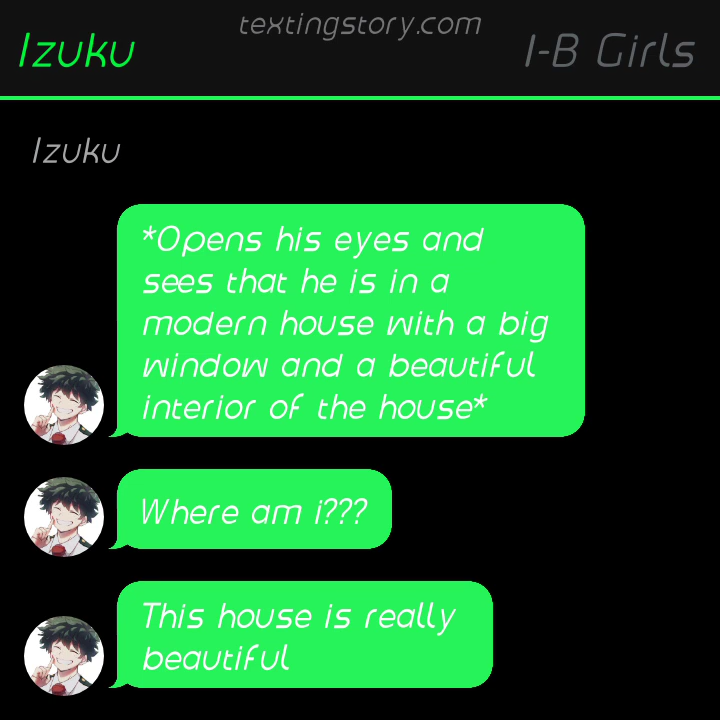 textingstory.com
Izuku
I-B Girls
Izuku
*Opens his eyes and
sees that he is in a
modern house with a big
window and a beautiful
interior of the house*
Where am i???
This house is really
beautiful